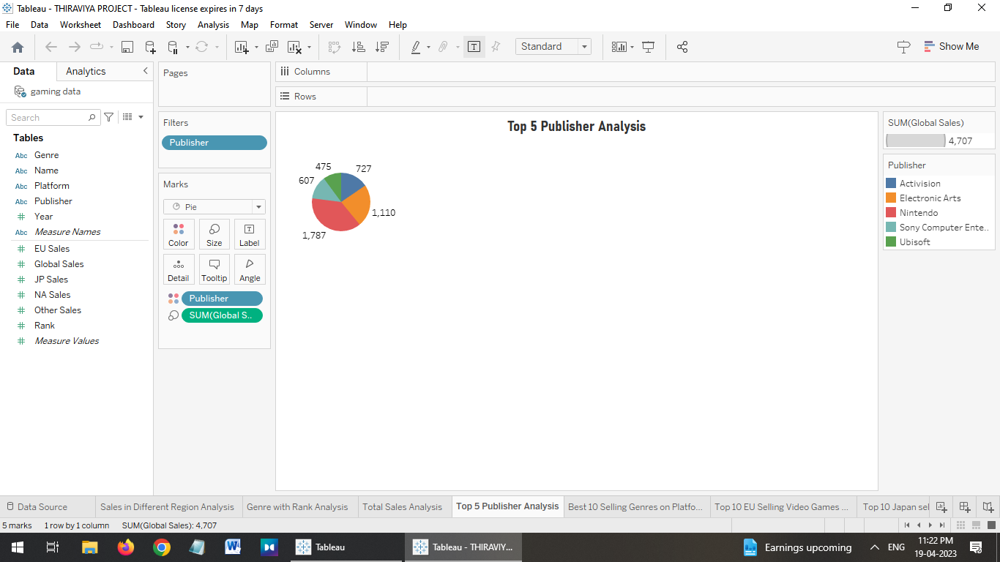 Tableau - THIRAVIYA PROJECT - Tableau license expires in 7 days
File Data Worksheet Dashboard Story Analysis Map Format Server Window Help
Standard
Show Me
Data Analytics
gaming data
Search
Tables
Abc Genre
Abc Name
Abc Platform
Abc Publisher
Year
Abc Measure Names
EU Sales
Global Sales
JP Sales
NA Sales
Other Sales
Rank
Measure Values
Pages
Filters
Publisher
Marks
Pie
Color Size Label
Detail Tooltip Angle
Publisher
SUM(Global S..
Columns
Rows
Top 5 Publisher Analysis
475 727
607
1,110
1,787
SUM(Global Sales)
4,707
Publisher
Activision
Electronic Arts
Nintendo
Sony Computer Ente..
Ubisoft
Data Source Sales in Different Region Analysis Genre with Rank Analysis Total Sales Analysis Top 5 Publisher Analysis Best 10 Selling Genres on Platfo... Top 10 EU Selling Video Games ... Top 10 Japan sel
5 marks 1 row by 1 column SUM(Global Sales): 4,707
Tableau Tableau - THIRAVIY... Earnings upcoming ENG 11:22 PM
19-04-2023